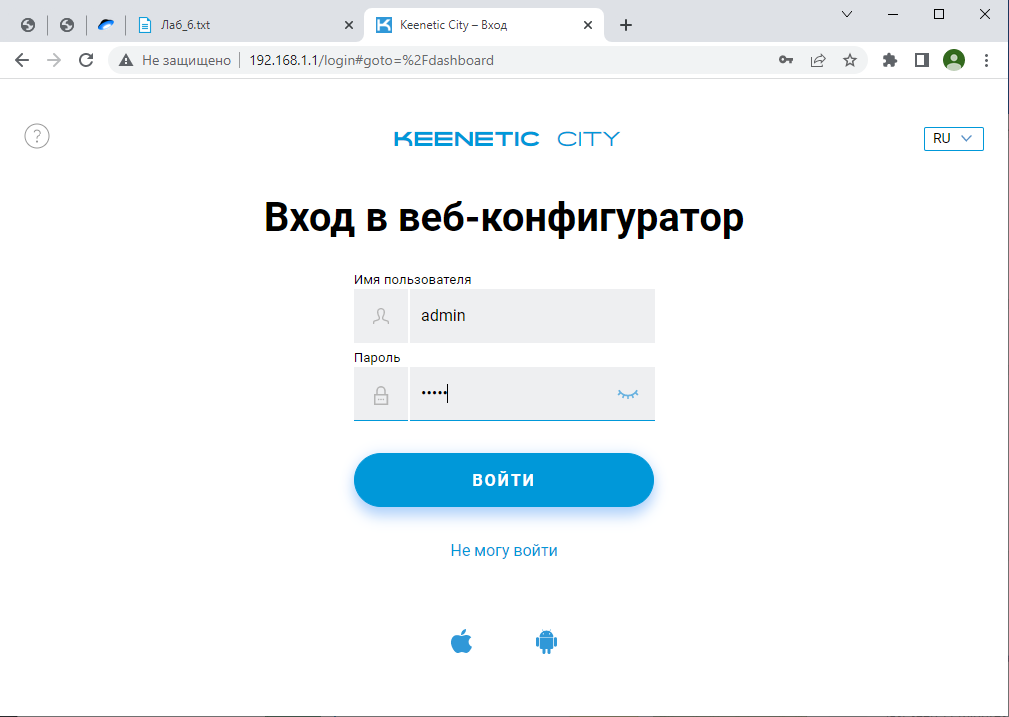 Лаб_6.txt
Keenetic City – Вход
Не защищено
192.168.1.1/login#goto=%2Fdashboard
?
KEENETIC CITY
RU
Вход в веб-конфигуратор
Имя пользователя
admin
Пароль
•••••
ВОЙТИ
Не могу войти